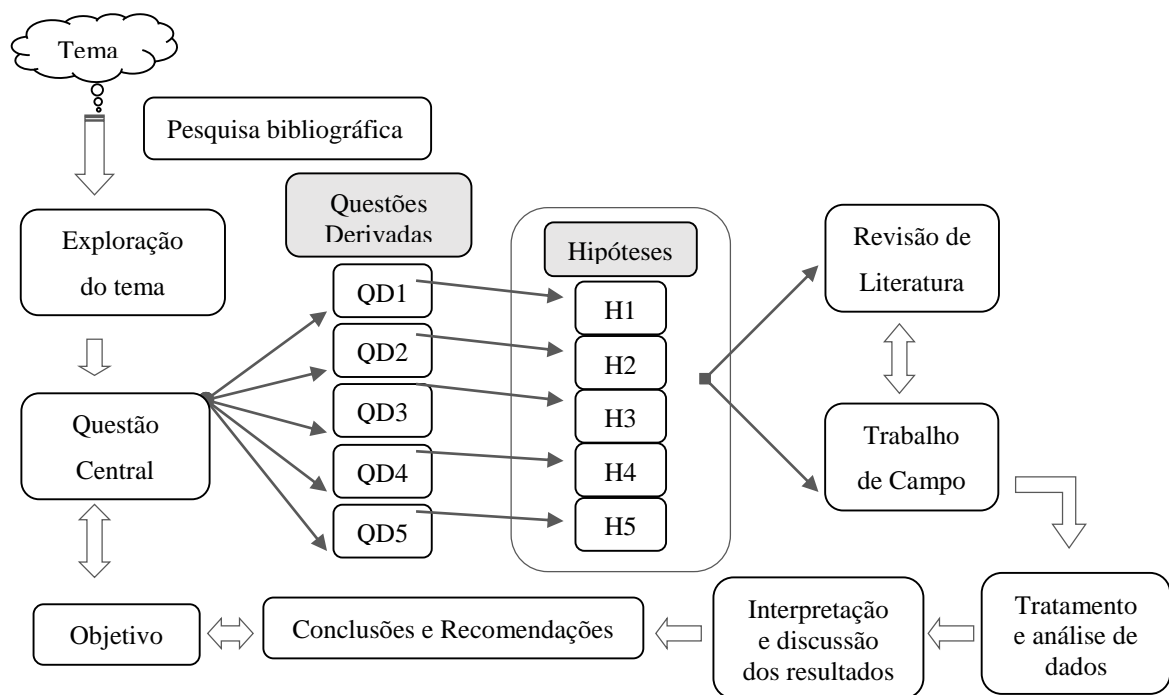 Tema
Pesquisa bibliográfica
Exploração
do tema
Questão
Central
Questões
Derivadas
QD1
QD2
QD3
QD4
QD5
Hipóteses
H1
H2
H3
H4
H5
Revisão de
Literatura
Trabalho
de Campo
Tratamento
e análise de
dados
Interpretação
e discussão
dos resultados
Conclusões e Recomendações
Objetivo